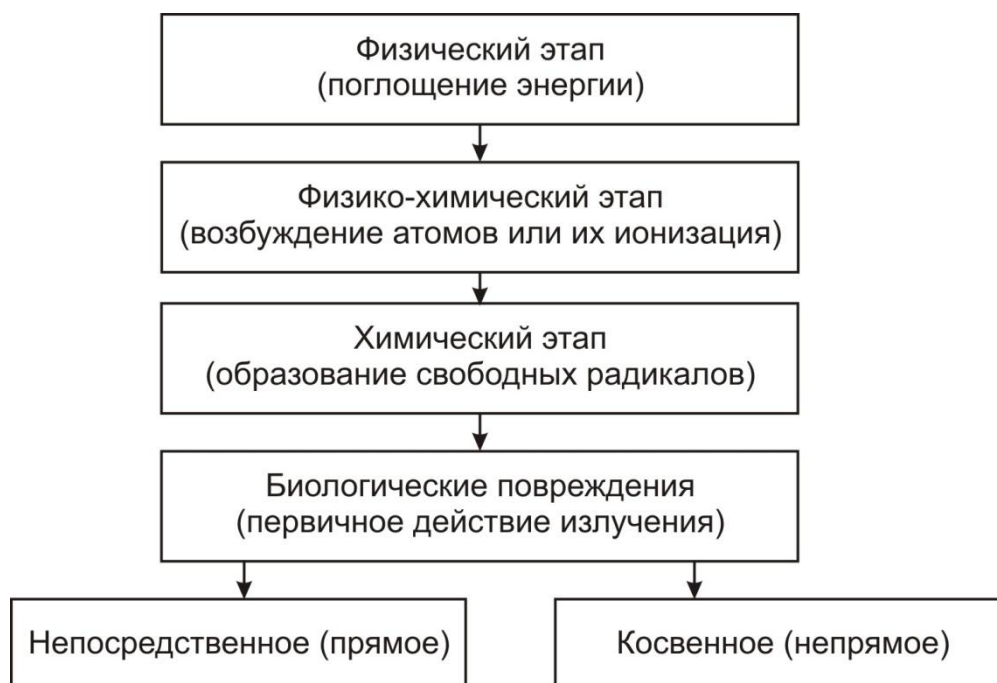 Физический этап
(поглощение энергии)
Физико-химический этап
(возбуждение атомов или их ионизация)
Химический этап
(образование свободных радикалов)
Биологические повреждения
(первичное действие излучения)
Непосредственное (прямое)
Косвенное (непрямое)